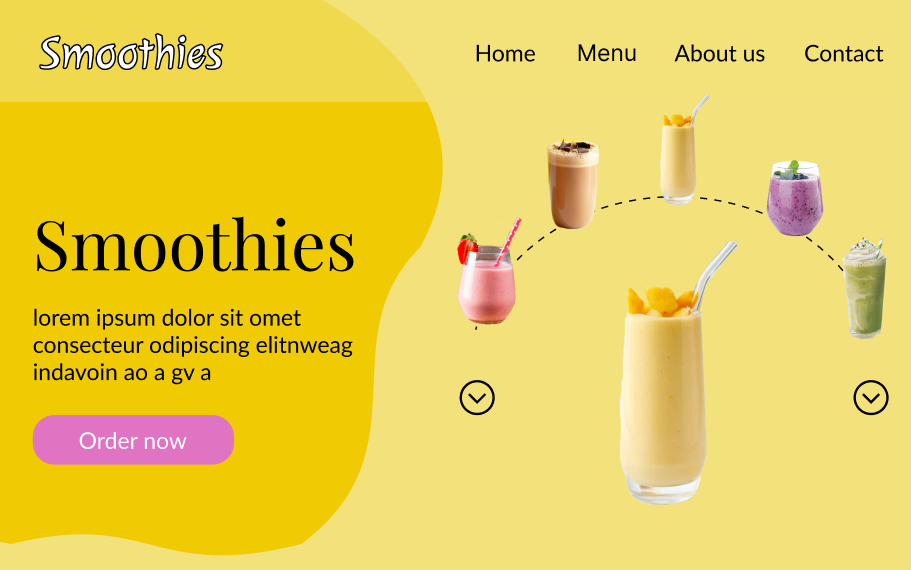 Smoothies
Home Menu About us Contact
Smoothies
lorem ipsum dolor sit omet
consecteur odipiscing elitnweag
indavoin ao a gv a
Order now